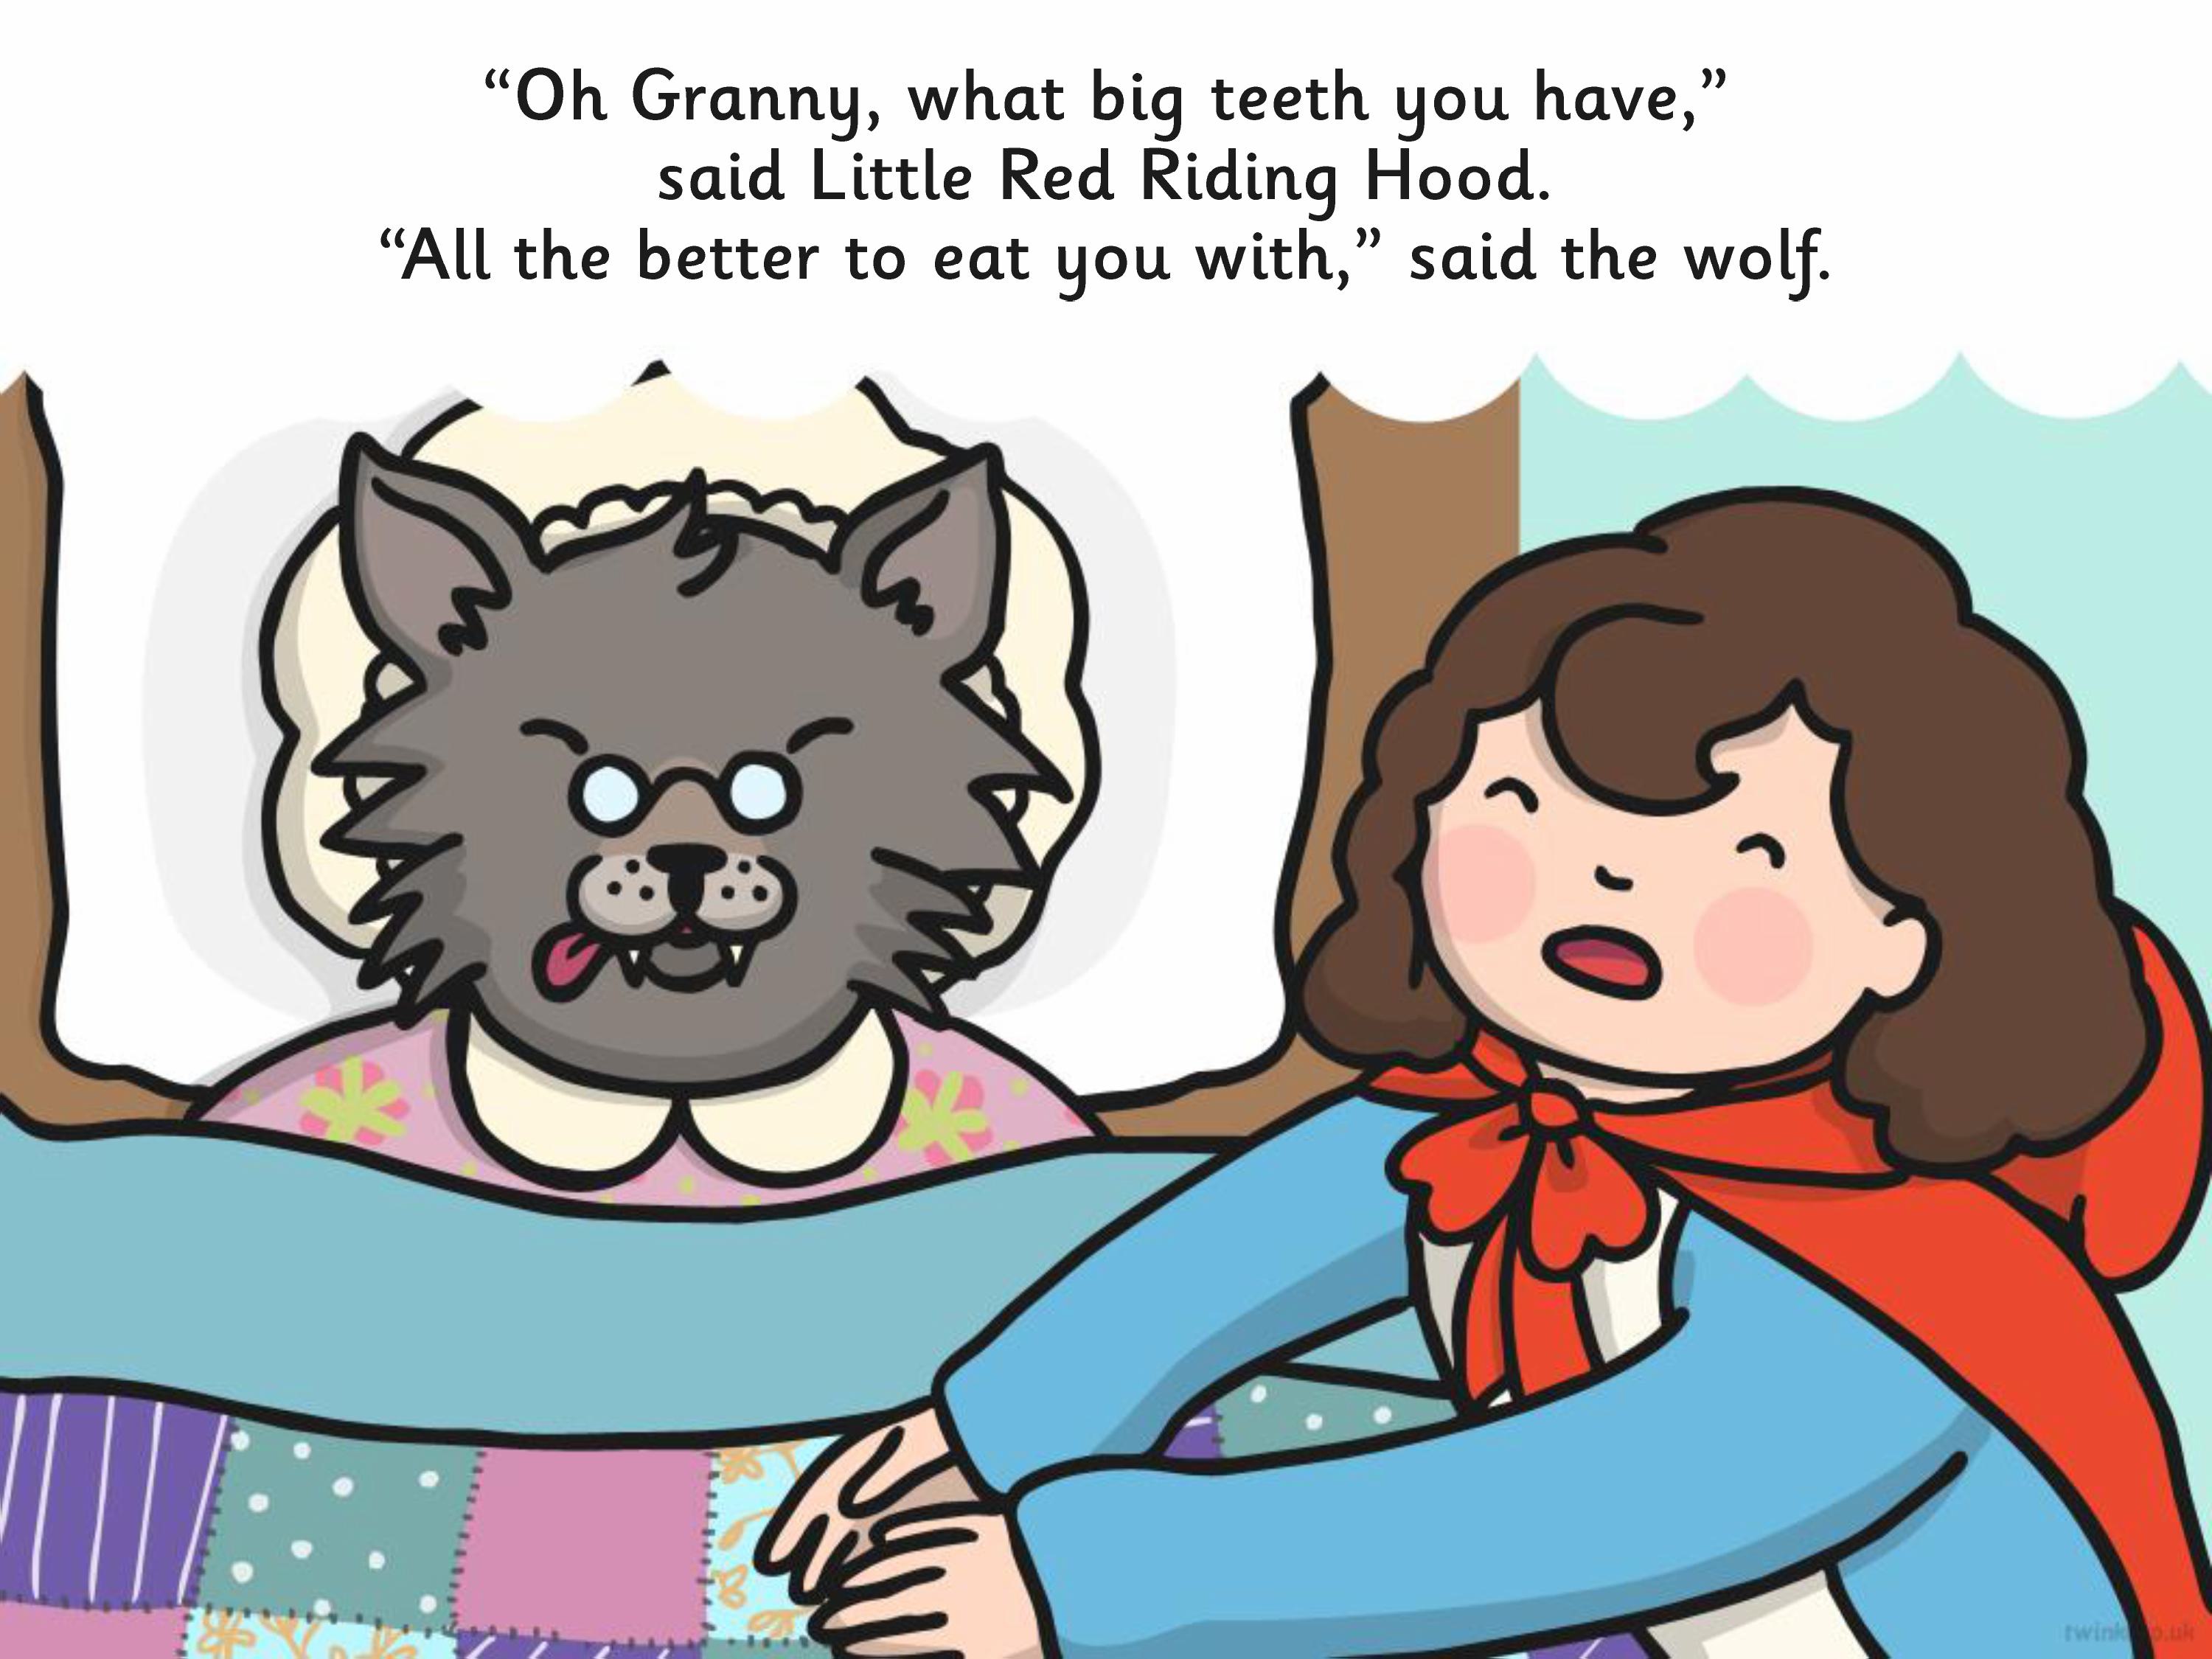 “Oh Granny, what big teeth you have,”
said Little Red Riding Hood.
“All the better to eat you with,” said the wolf.